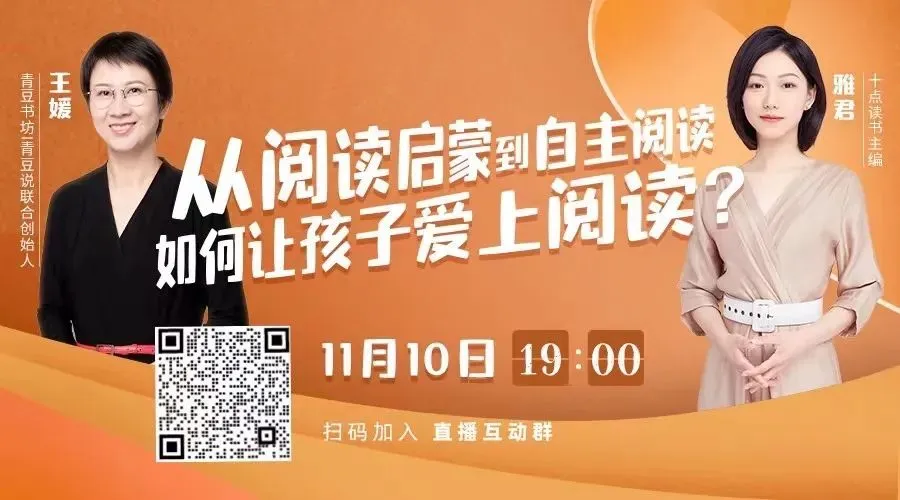 王媛
青豆书坊|青豆说联合创始人
雅君
十点读书主编
从阅读启蒙到自主阅读
如何让孩子爱上阅读?
11月10日 19:00
扫码加入 直播互动群